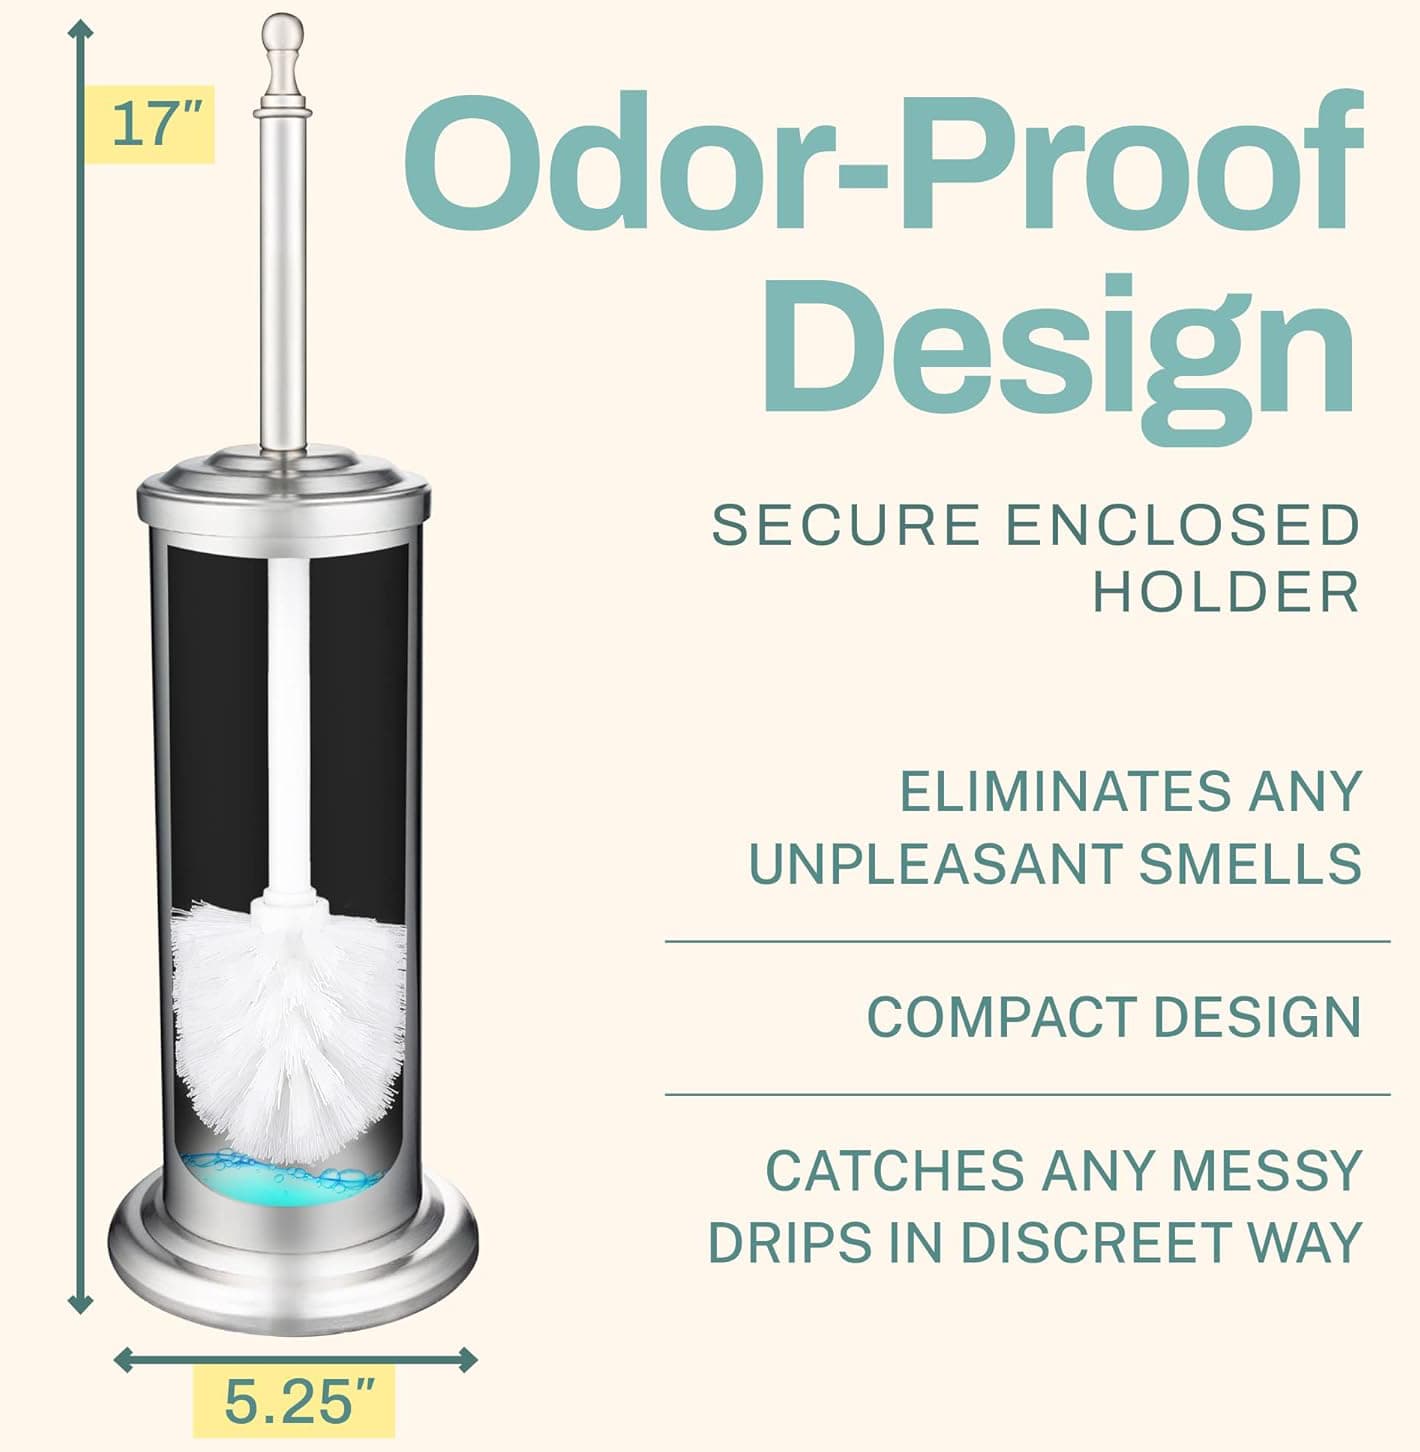 17"
Odor-Proof
Design
SECURE ENCLOSED
HOLDER
ELIMINATES ANY
UNPLEASANT SMELLS
COMPACT DESIGN
CATCHES ANY MESSY
DRIPS IN DISCREET WAY
5.25"